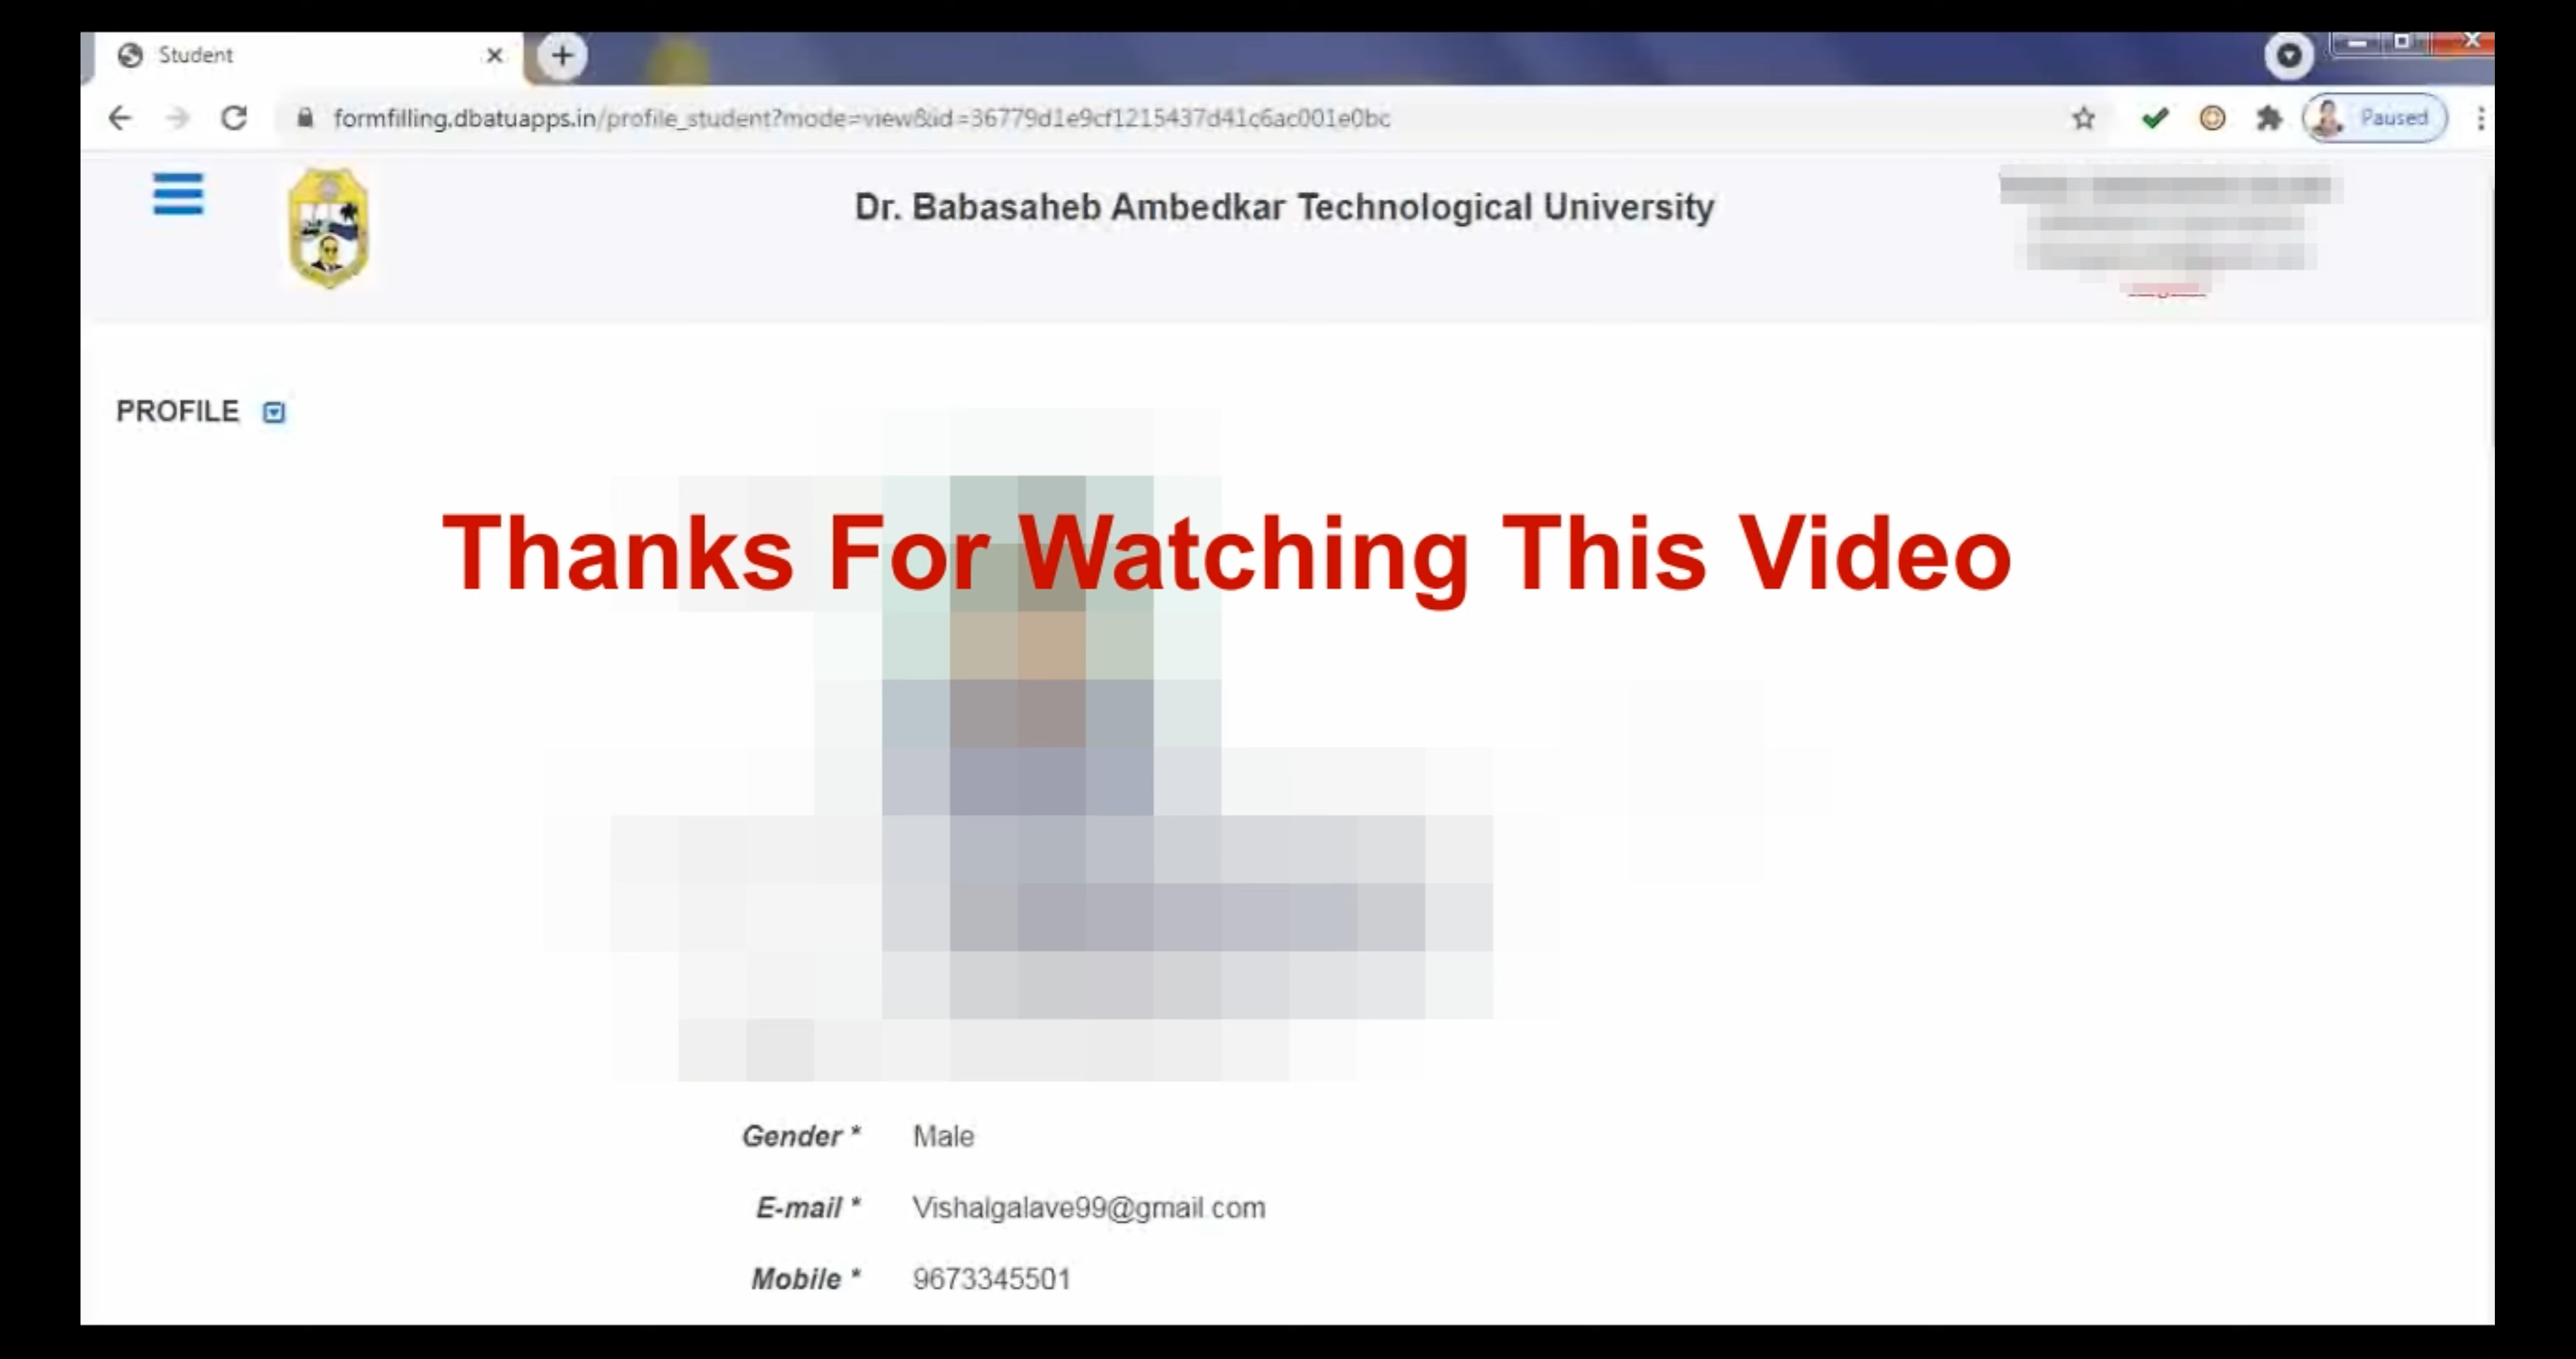 Student
formfilling.dbatuapps.in/profile_student?mode=view&id=36779d1e9cf1215437d41c6ac001e0bc
Paused
Dr. Babasaheb Ambedkar Technological University
PROFILE
Thanks For Watching This Video
Gender * Male
E-mail * Vishalgalave99@gmail.com
Mobile * 9673345501